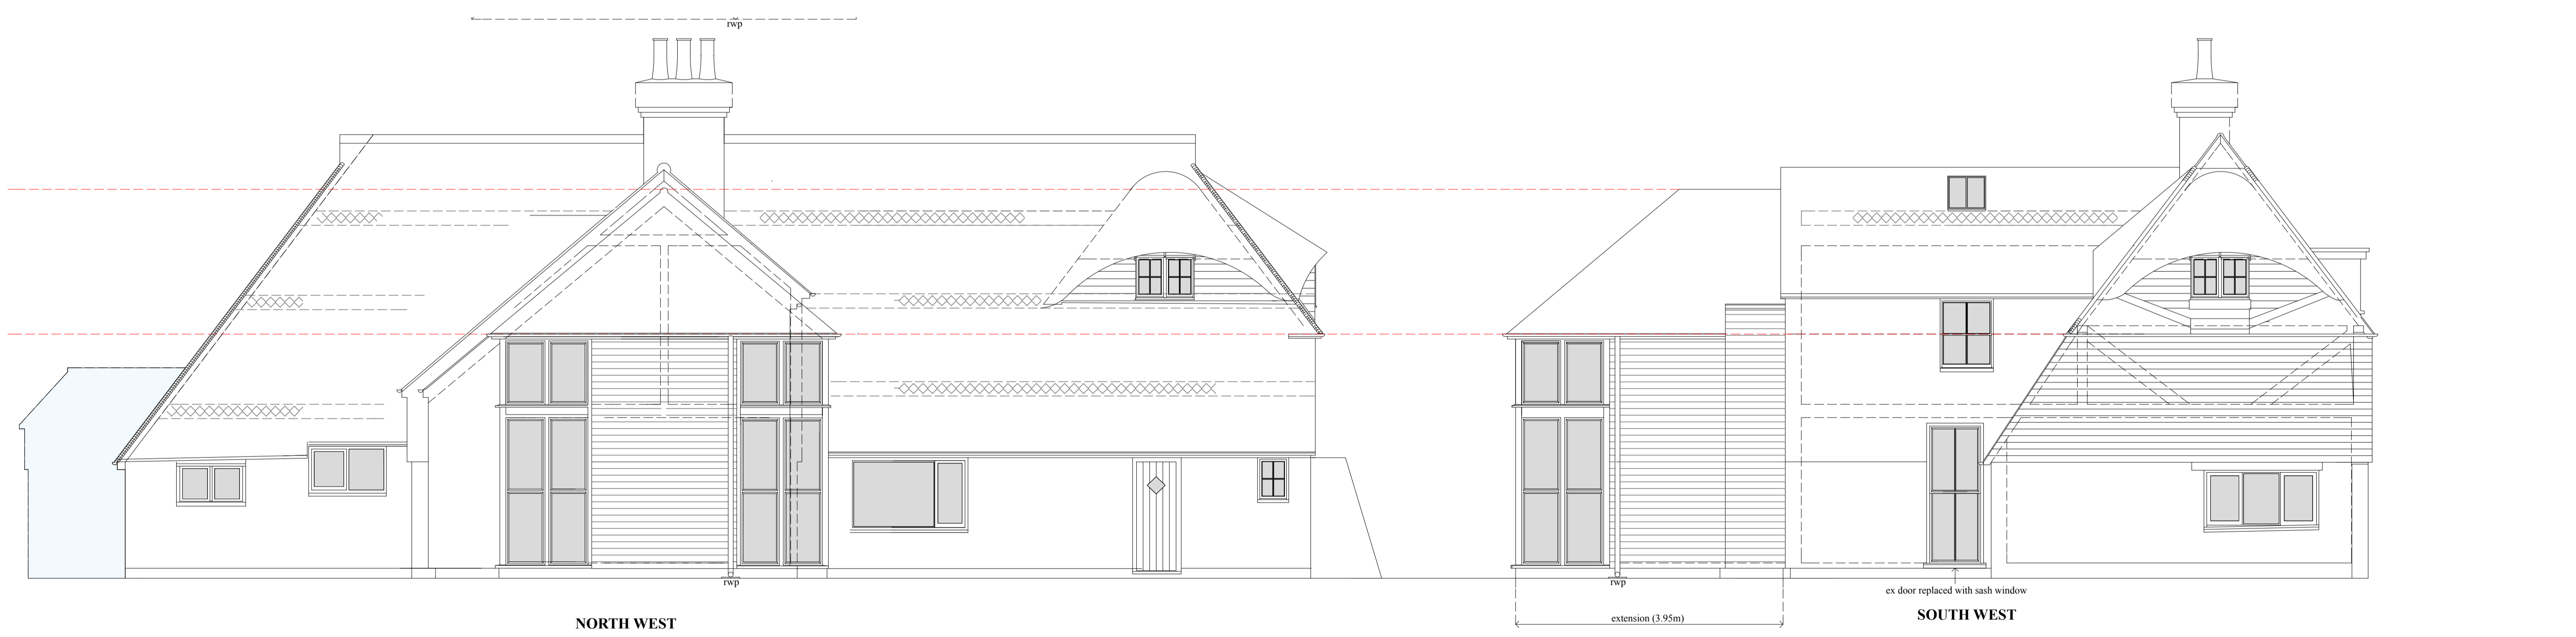 rwp
rwp
rwp
ex door replaced with sash window
extension (3.95m)
NORTH WEST
SOUTH WEST